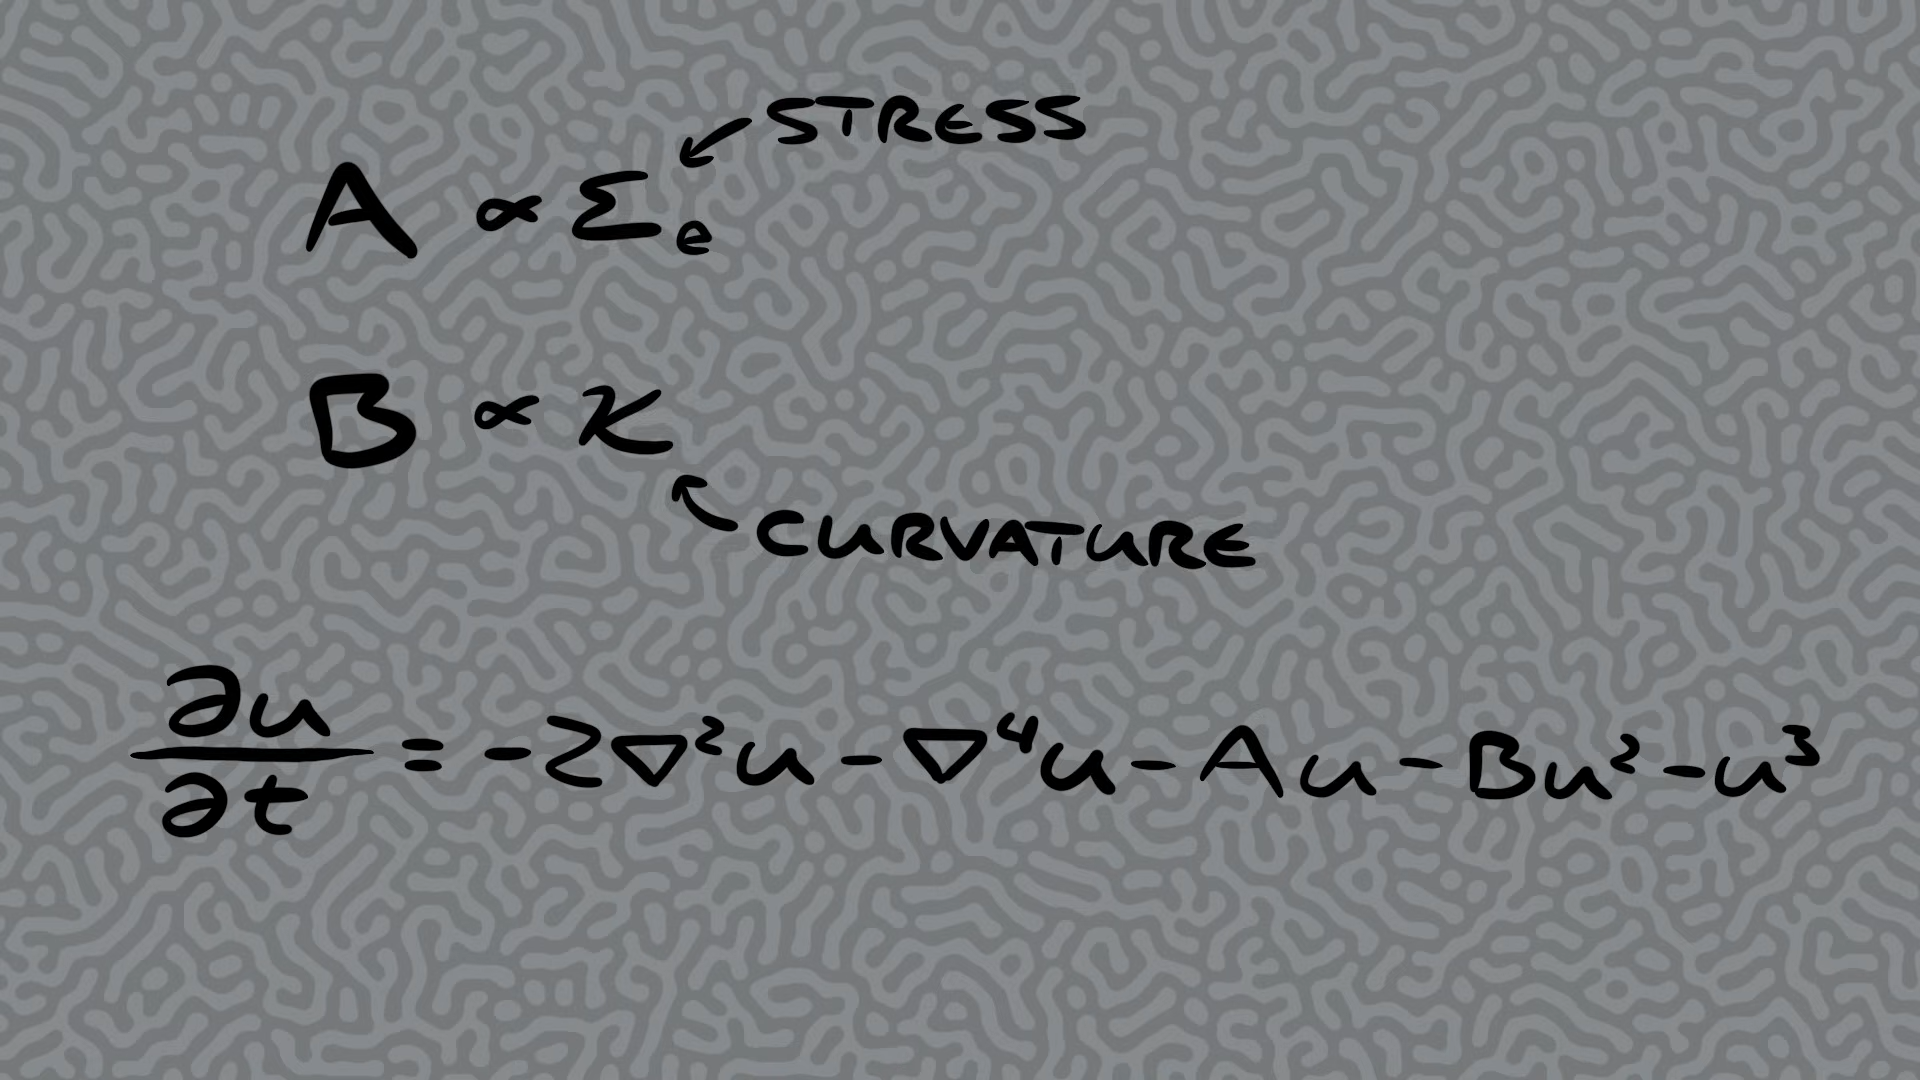 STRESS
A ∝ Σₑ
B ∝ κ
CURVATURE
∂u/∂t = -2∇²u - ∇⁴u - Au - Bu² - u³